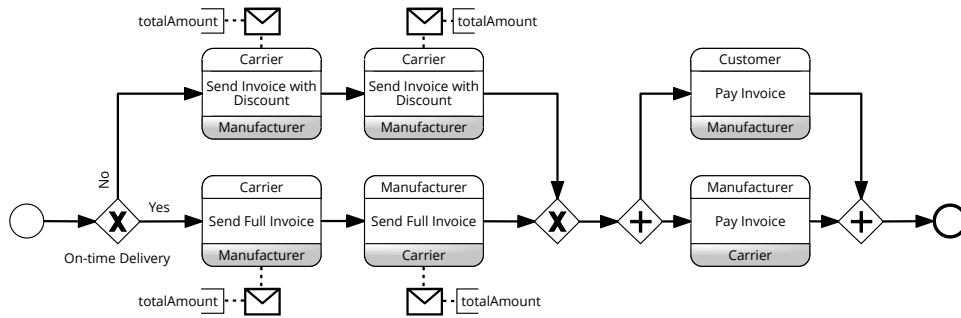 totalAmount
totalAmount
Carrier
Send Invoice with
Discount
Manufacturer
Carrier
Send Invoice with
Discount
Manufacturer
Customer
Pay Invoice
Manufacturer
No
Yes
X
On-time Delivery
Carrier
Send Full Invoice
Manufacturer
Manufacturer
Send Full Invoice
Carrier
X
Manufacturer
Pay Invoice
Carrier
totalAmount
totalAmount